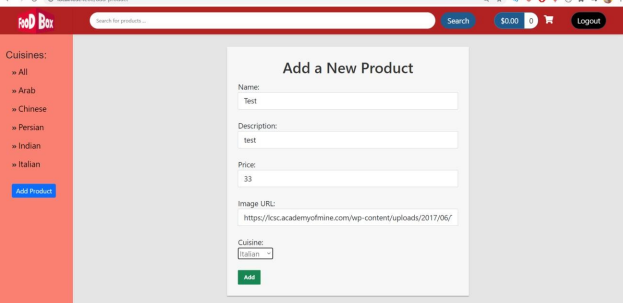 FooD Box
Search for products...
Search
$0.00 0
Logout
Cuisines:
» All
» Arab
» Chinese
» Persian
» Indian
» Italian
Add Product
Add a New Product
Name:
Test
Description:
test
Price:
33
Image URL:
https://lcsc.academyofmine.com/wp-content/uploads/2017/06/
Cuisine:
Italian
Add